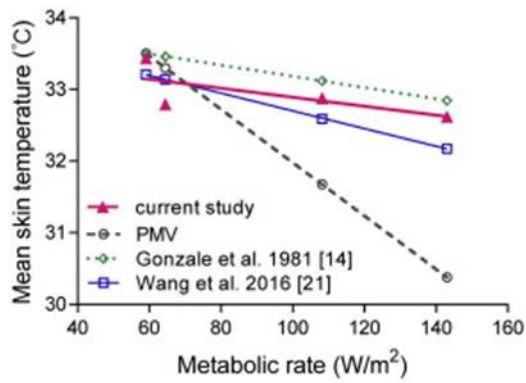 Mean skin temperature (℃)
34
33
32
31
30
current study
PMV
Gonzale et al. 1981 [14]
Wang et al. 2016 [21]
40 60 80 100 120 140 160
Metabolic rate (W/m²)